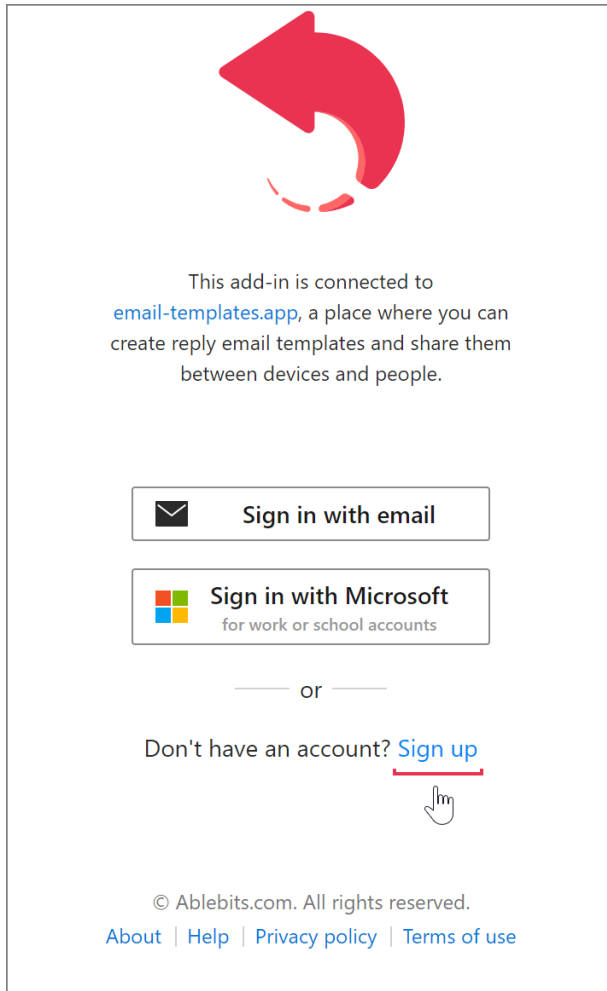 This add-in is connected to
email-templates.app, a place where you can
create reply email templates and share them
between devices and people.
Sign in with email
Sign in with Microsoft
for work or school accounts
or
Don't have an account? Sign up
© Ablebits.com. All rights reserved.
About | Help | Privacy policy | Terms of use